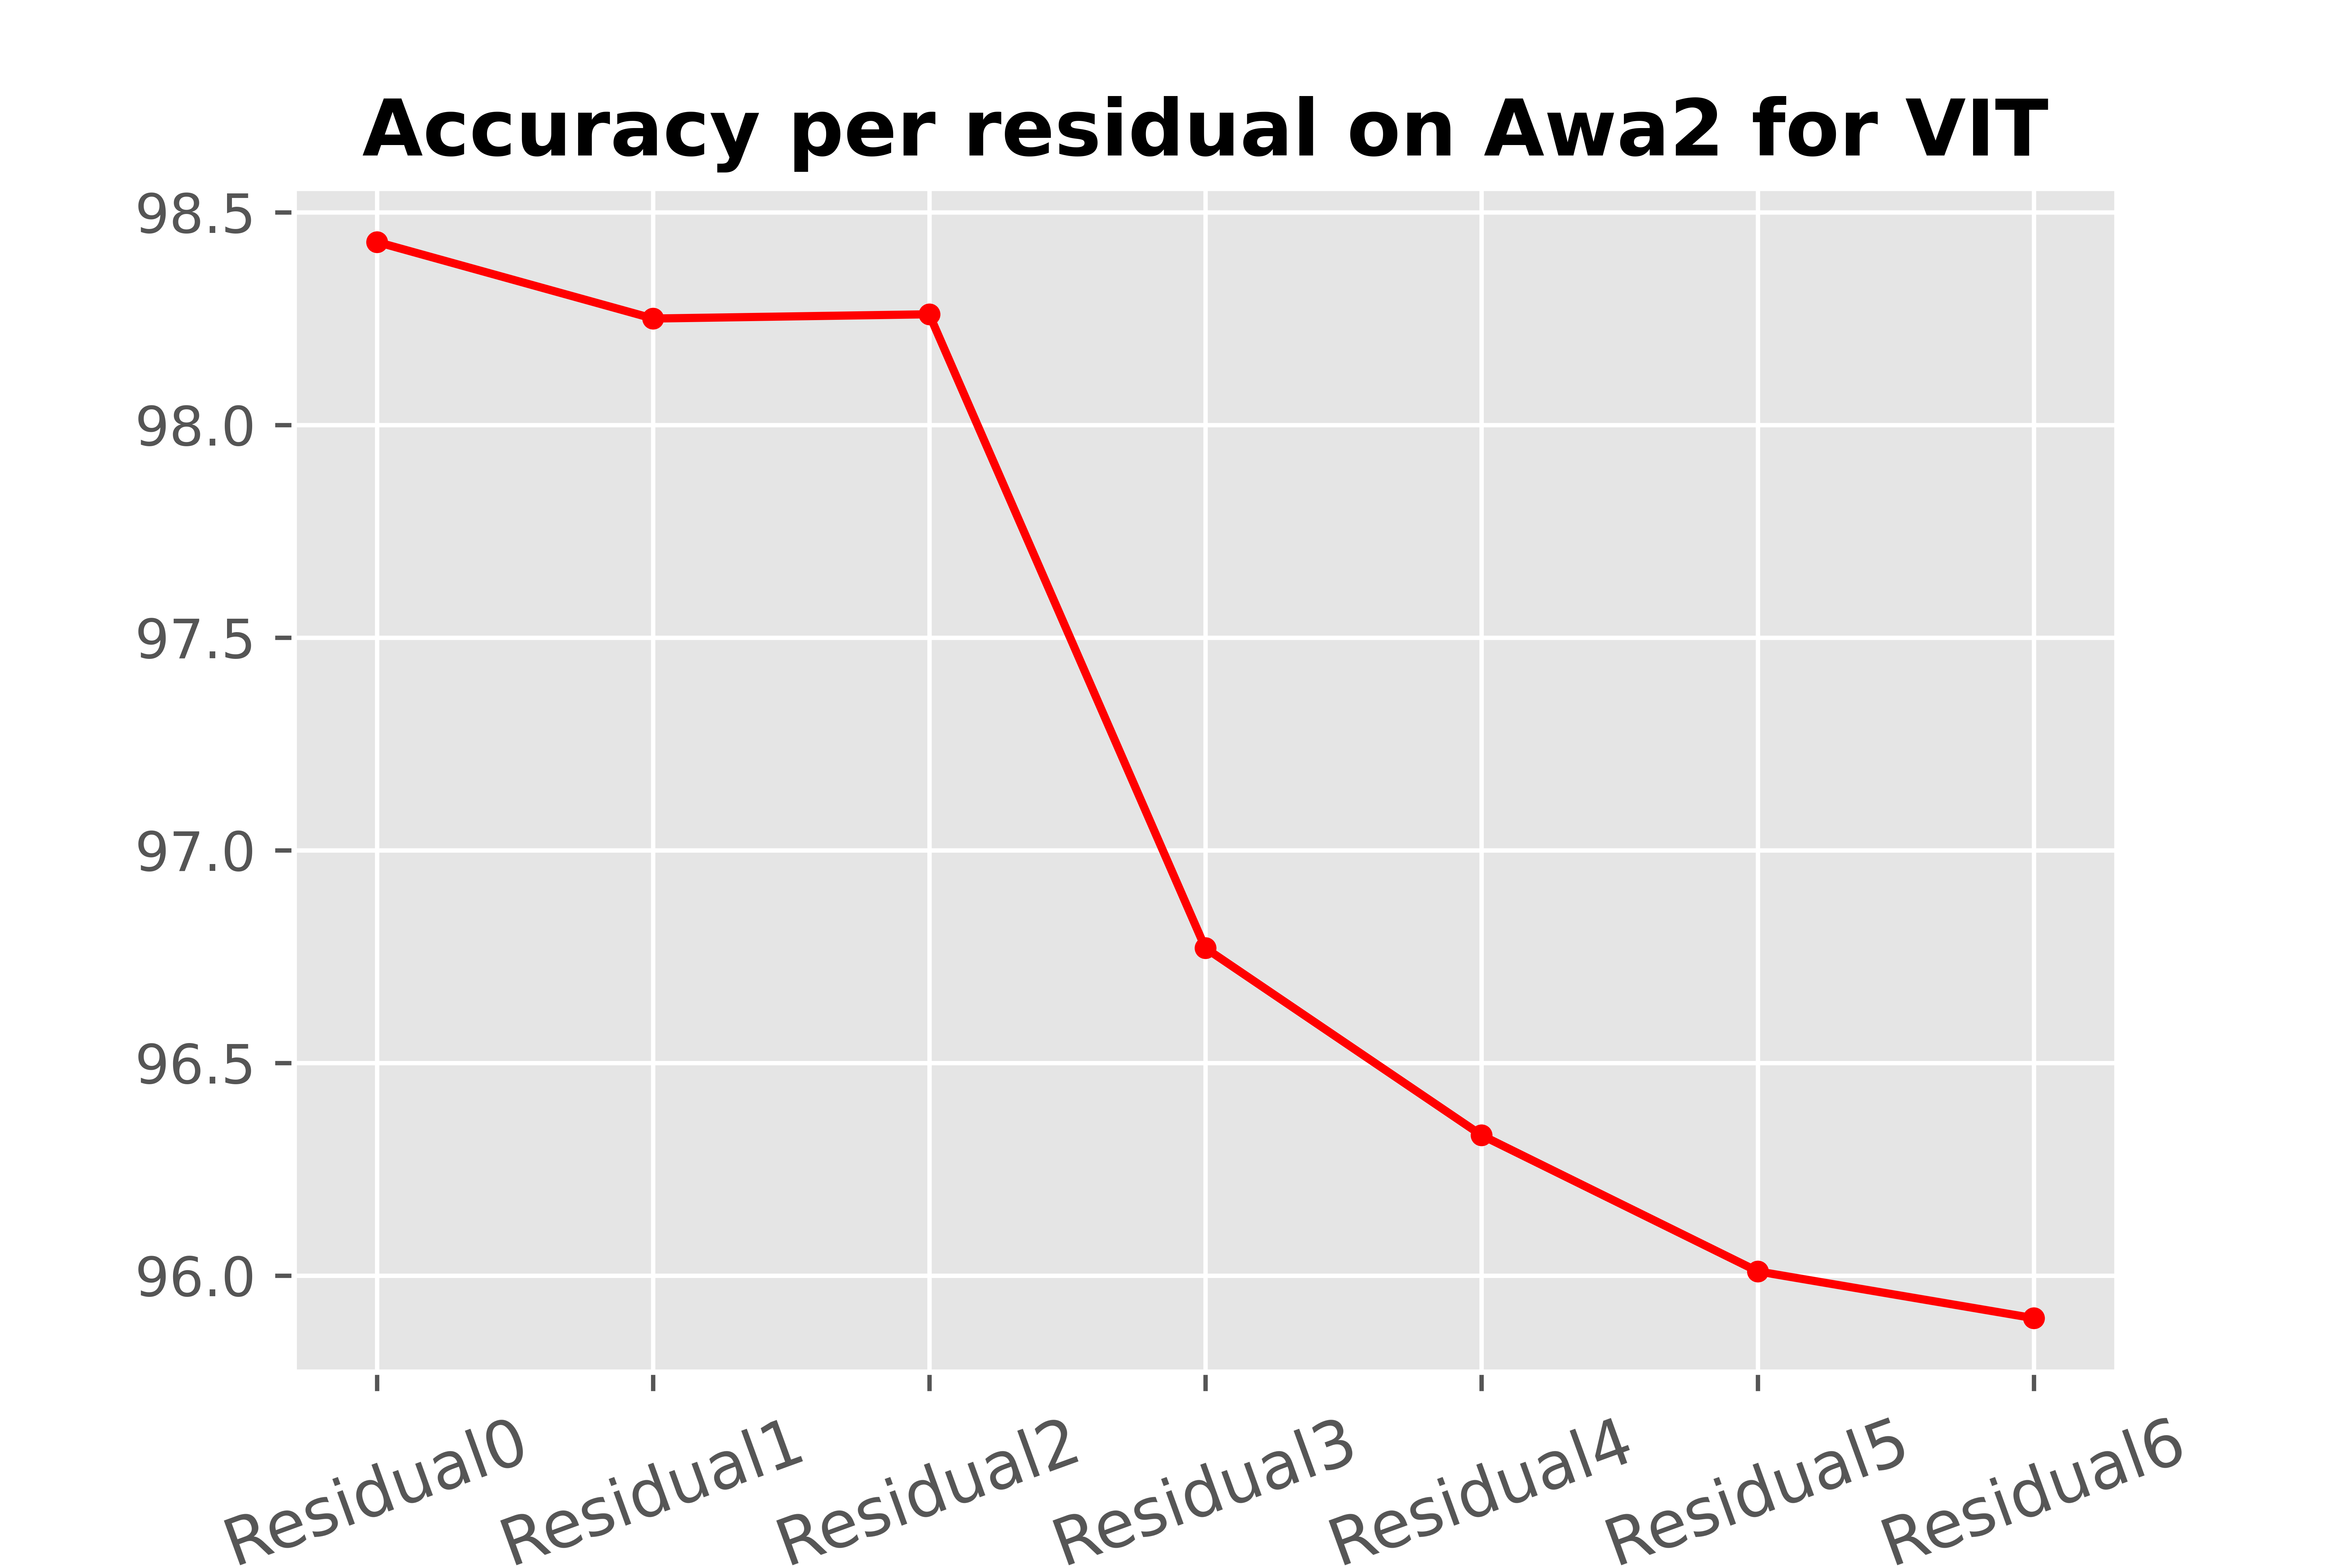 Accuracy per residual on Awa2 for VIT
98.5
98.0
97.5
97.0
96.5
96.0
Residual0
Residual1
Residual2
Residual3
Residual4
Residual5
Residual6